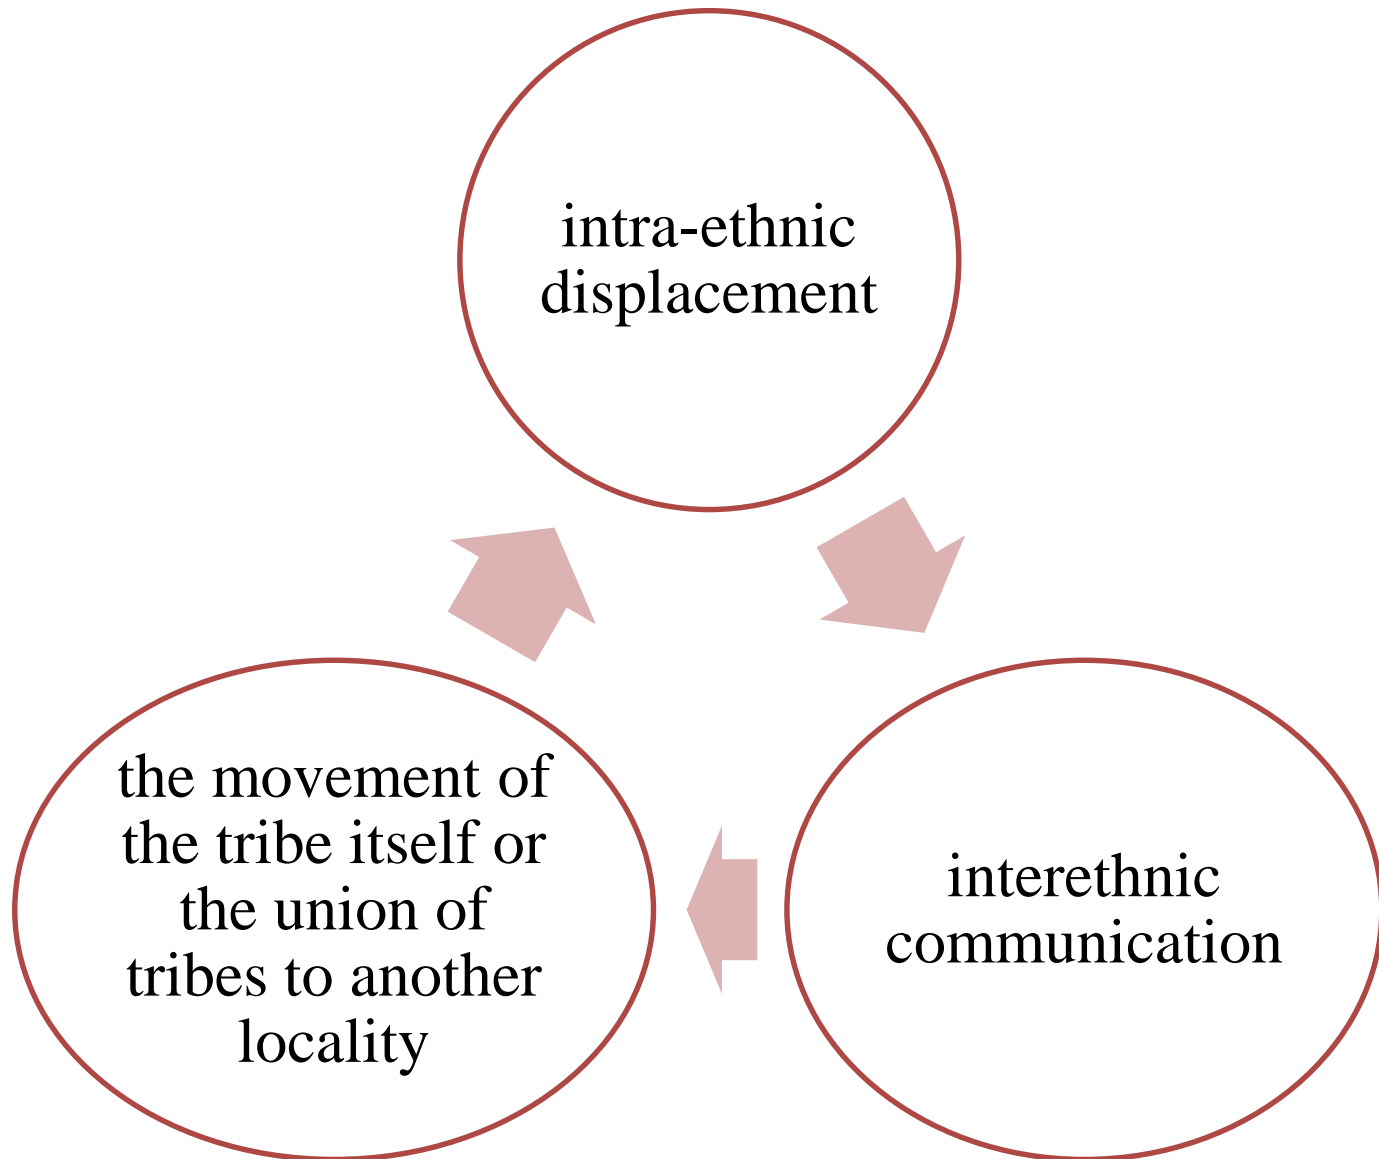 intra-ethnic
displacement
the movement of
the tribe itself or
the union of
tribes to another
locality
interethnic
communication